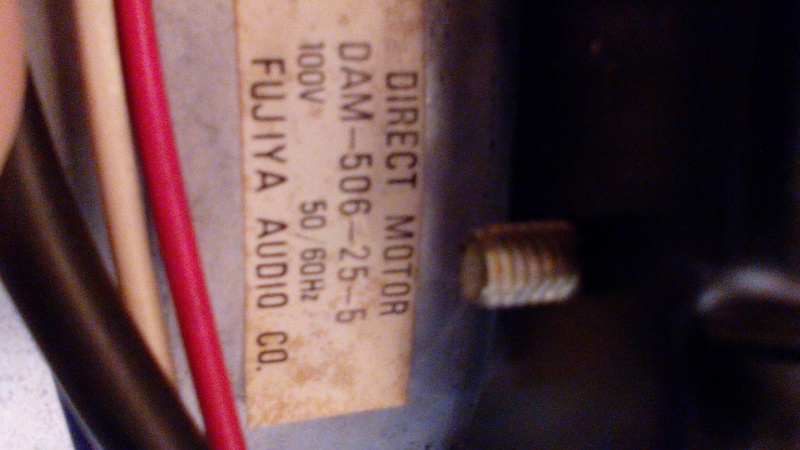 DIRECT MOTOR
DAM-506-25-5
100V 50/60Hz
FUJIYA AUDIO CO.